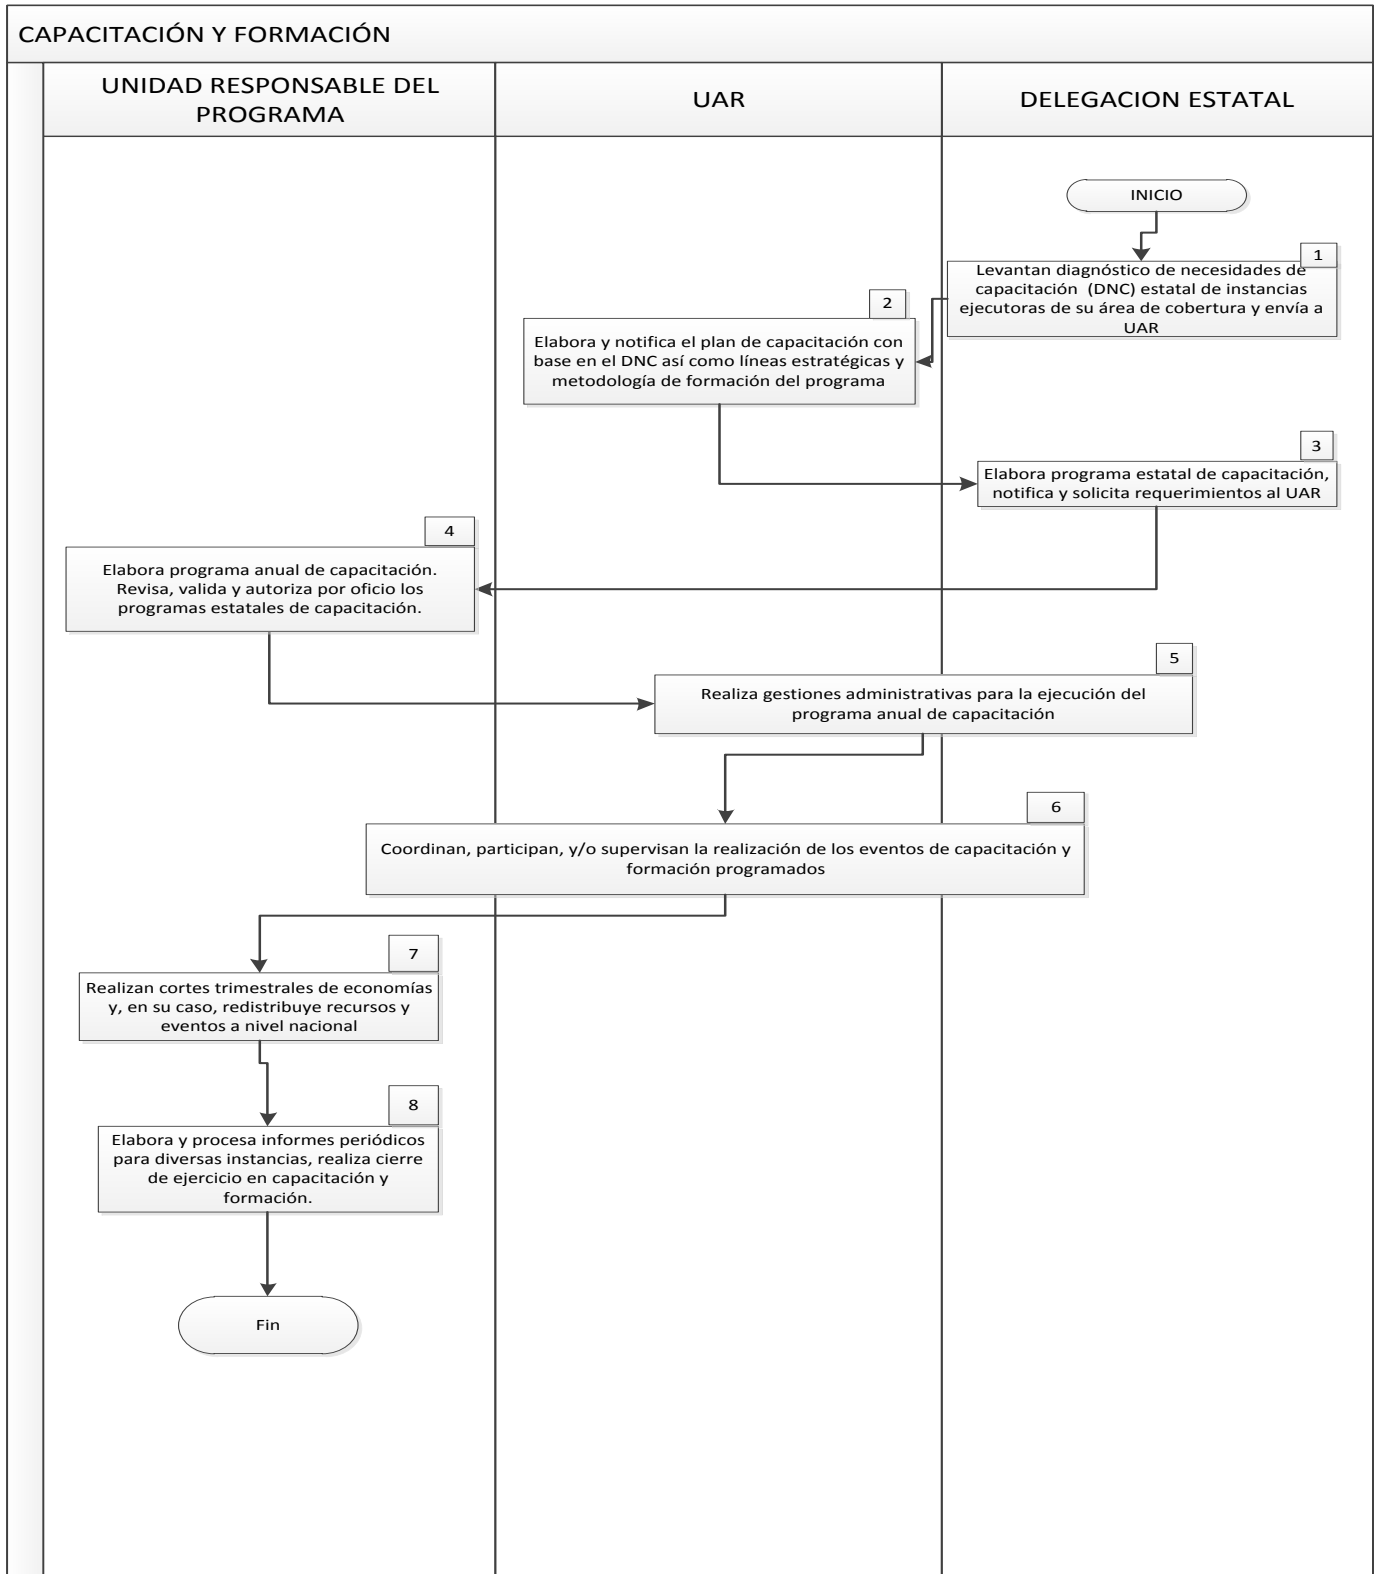 CAPACITACIÓN Y FORMACIÓN
UNIDAD RESPONSABLE DEL
PROGRAMA
UAR
DELEGACION ESTATAL
INICIO
1
Levantan diagnóstico de necesidades de
capacitación (DNC) estatal de instancias
ejecutoras de su área de cobertura y envía a
UAR
2
Elabora y notifica el plan de capacitación con
base en el DNC así como líneas estratégicas y
metodología de formación del programa
3
Elabora programa estatal de capacitación,
notifica y solicita requerimientos al UAR
4
Elabora programa anual de capacitación.
Revisa, valida y autoriza por oficio los
programas estatales de capacitación.
5
Realiza gestiones administrativas para la ejecución del
programa anual de capacitación
6
Coordinan, participan, y/o supervisan la realización de los eventos de capacitación y
formación programados
7
Realizan cortes trimestrales de economías
y, en su caso, redistribuye recursos y
eventos a nivel nacional
8
Elabora y procesa informes periódicos
para diversas instancias, realiza cierre
de ejercicio en capacitación y
formación.
Fin